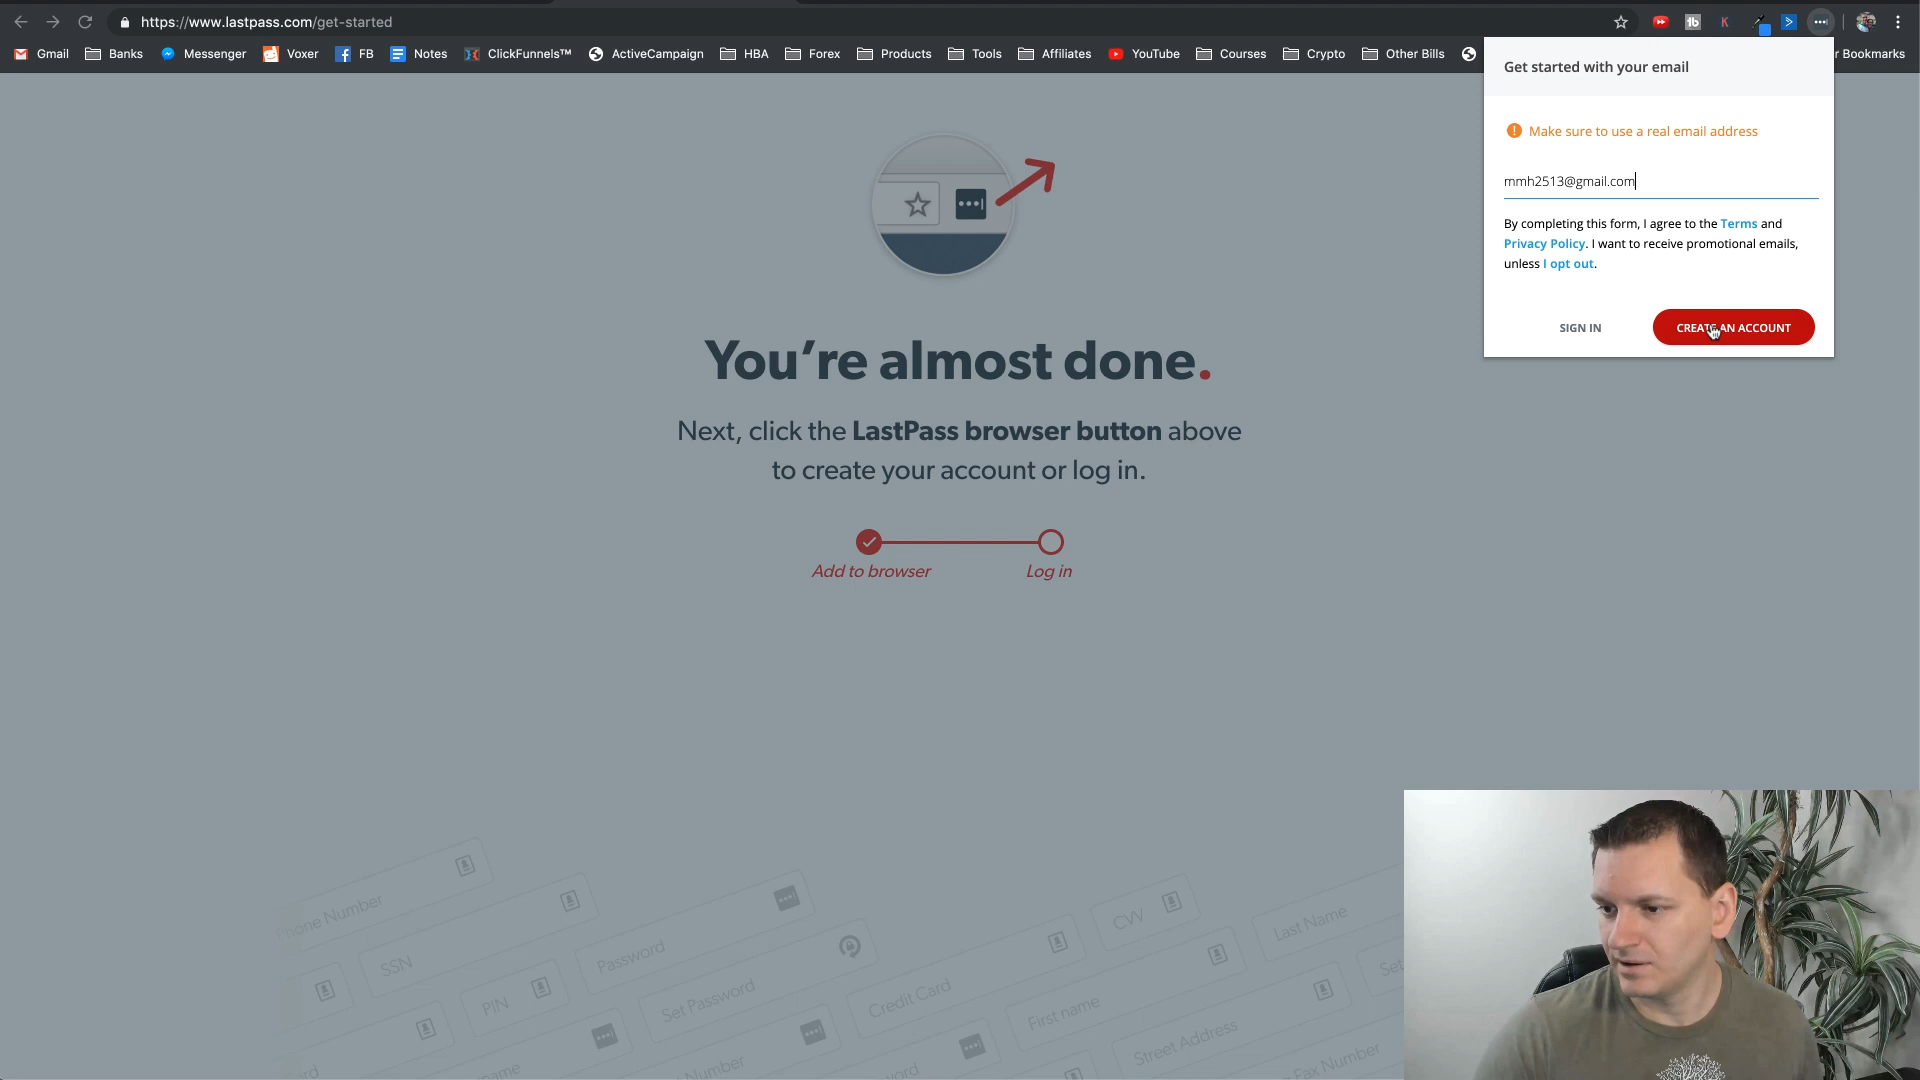 https://www.lastpass.com/get-started
Gmail Banks Messenger Voxer FB Notes ClickFunnels™ ActiveCampaign HBA Forex Products Tools Affiliates YouTube Courses Crypto Other Bills r Bookmarks
Get started with your email
Make sure to use a real email address
mmh2513@gmail.com
By completing this form, I agree to the Terms and
Privacy Policy. I want to receive promotional emails,
unless I opt out.
SIGN IN CREATE AN ACCOUNT
You're almost done.
Next, click the LastPass browser button above
to create your account or log in.
Add to browser Log in
Phone Number
SSN
Password
CVV
Last Name
PIN
Set Password
Credit Card
First name
Street Address
Fax Number